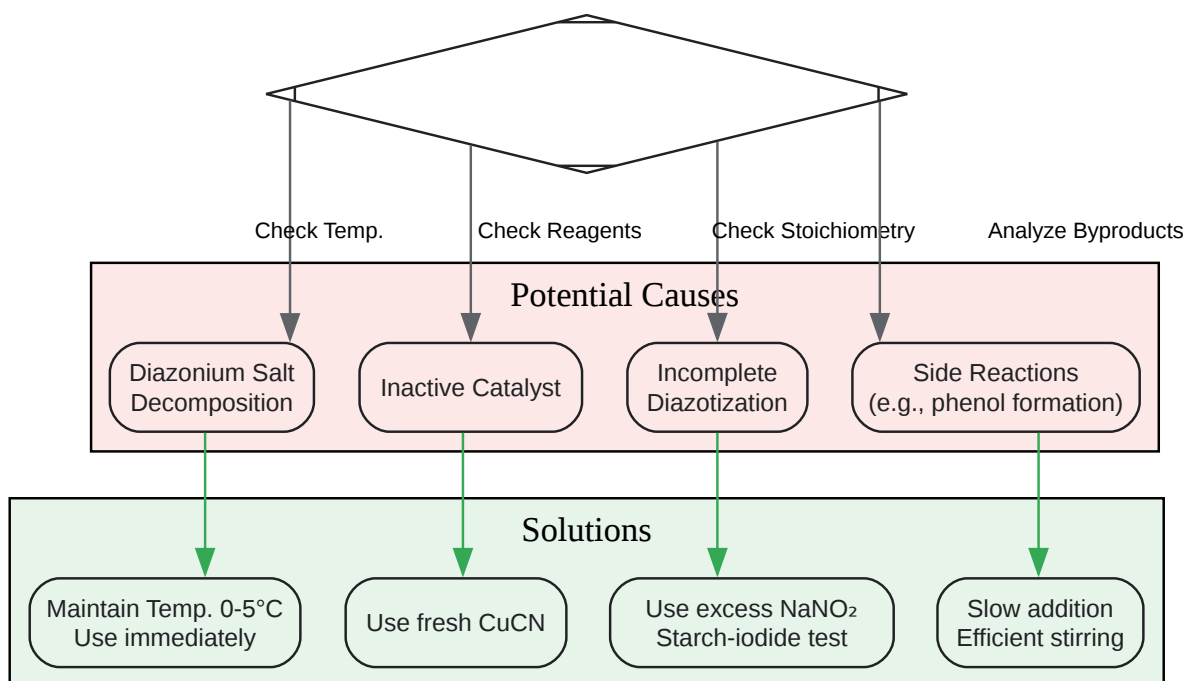 Check Temp.
Check Reagents
Check Stoichiometry
Analyze Byproducts
Potential Causes
Diazonium Salt
Decomposition
Inactive Catalyst
Incomplete
Diazotization
Side Reactions
(e.g., phenol formation)
Solutions
Maintain Temp. 0-5°C
Use immediately
Use fresh CuCN
Use excess NaNO₂
Starch-iodide test
Slow addition
Efficient stirring